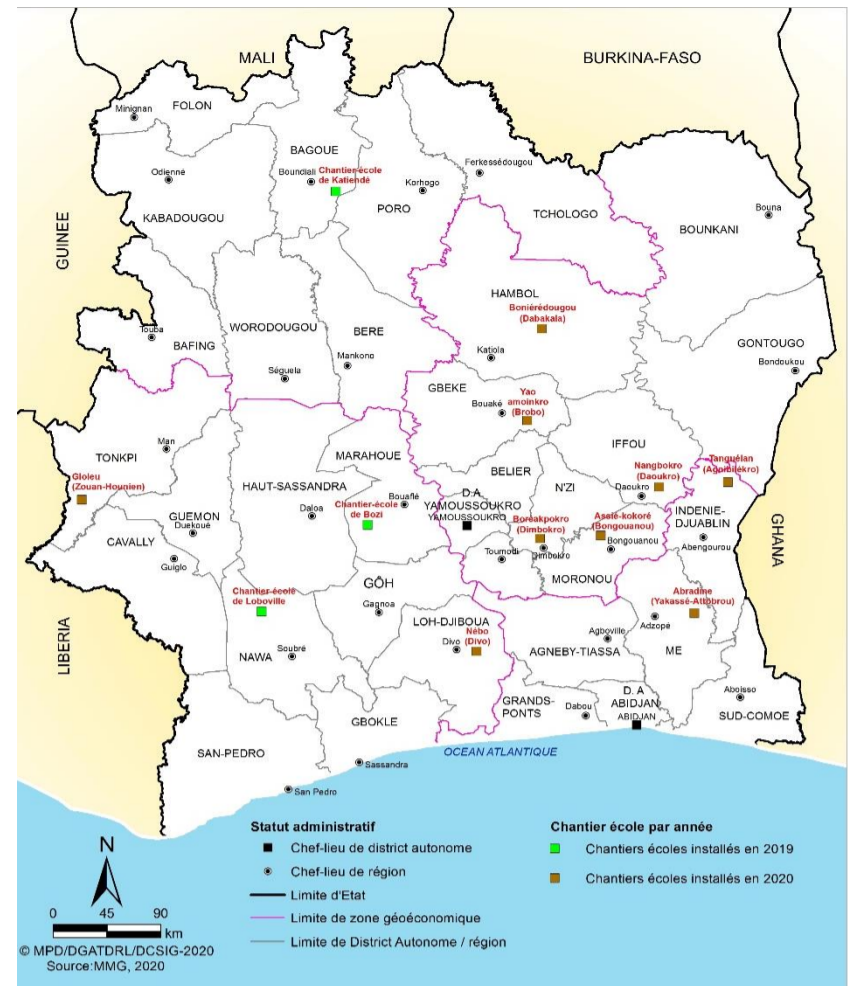 MALI
BURKINA-FASO
GUINEE
LIBERIA
GHANA
FOLON
Minignan
BAGOUE
Odienné
Boundiali
Chantier-école
de Katiendé
Korhogo
Ferkessédougou
KABADOUGOU
PORO
TCHOLOGO
Bouna
BOUNKANI
HAMBOL
Boniérédougou
(Dabakala)
WORODOUGOU
BERE
Touba
BAFING
Mankono
Katiola
GONTOUGO
Bondoukou
Séguela
GBEKE
Yao
amoinkro
(Brobo)
Bouaké
TONKPI
Man
MARAHOUE
IFFOU
Gloleu
(Zouan-Hounien)
HAUT-SASSANDRA
BELIER
Nangbokro
(Daoukro)
Tanguélan
(Agnibilékro)
N'ZI
Daoukro
GUEMON
Duekoué
Daloa
Chantier-école
de Bozi
Bouaflé
D.A
YAMOUSSOUKRO
YAMOUSSOUKRO
Boréakpokro
(Dimbokro)
Assié-kokoré
(Bongouanou)
INDENIE-
DJUABLIN
CAVALLY
Guiglo
Toumodi
Dimbokro
Bongouanou
Abengourou
MORONOU
GÔH
Chantier-école
de Loboville
Gagnoa
Abradine
(Yakassé-Attobrou)
LOH-DJIBOUA
Nébo
(Divo)
Divo
Agboville
Adzopé
NAWA
Soubré
AGNEBY-TIASSA
ME
GRANDS-
PONTS
Dabou
D. A
ABIDJAN
ABIDJAN
Aboisso
SUD-COMOE
GBOKLE
SAN-PEDRO
Sassandra
OCEAN ATLANTIQUE
San Pedro
Statut administratif
Chef-lieu de district autonome
Chef-lieu de région
Limite d'Etat
Limite de zone géoéconomique
Limite de District Autonome / région
Chantier école par année
Chantiers écoles installés en 2019
Chantiers écoles installés en 2020
N
0 45 90
km
© MPD/DGATDRL/DCSIG-2020
Source:MMG, 2020